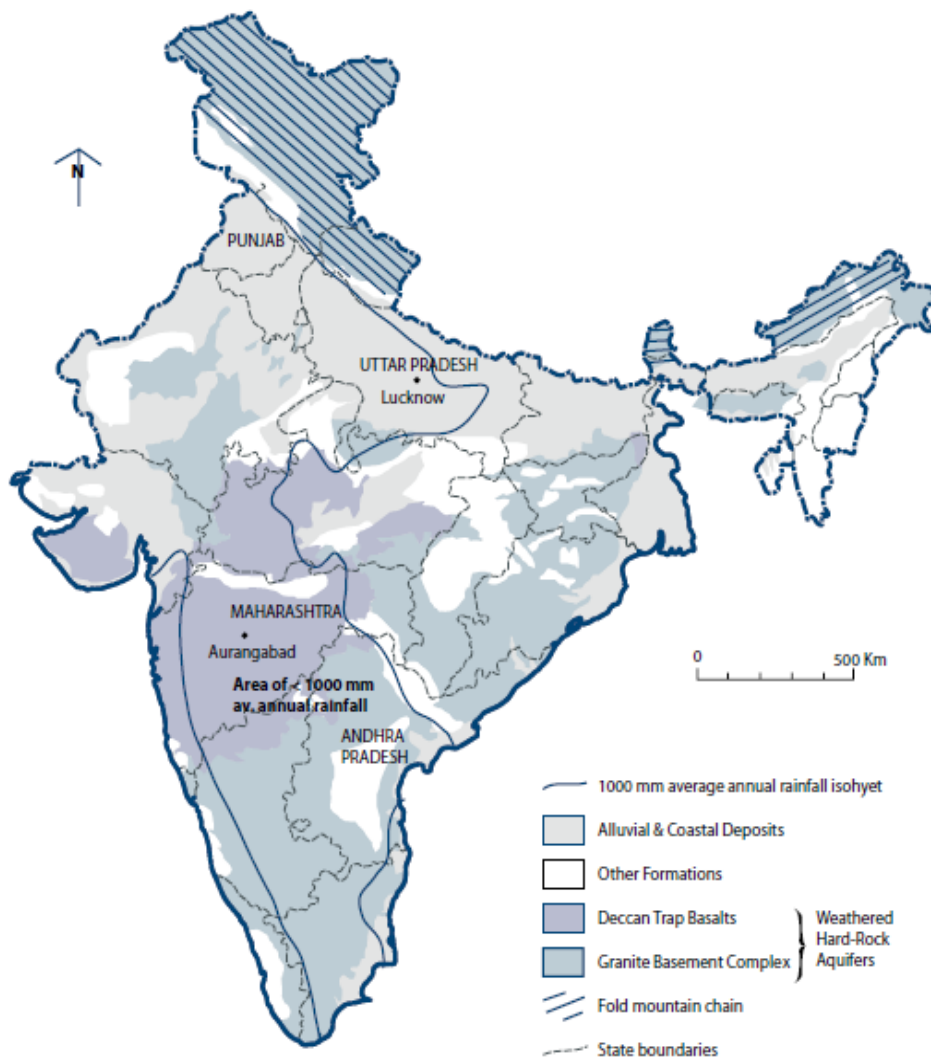 N
PUNJAB
UTTAR PRADESH
Lucknow
MAHARASHTRA
Aurangabad
Area of < 1000 mm
av. annual rainfall
ANDHRA
PRADESH
0
500 Km
1000 mm average annual rainfall isohyet
Alluvial & Coastal Deposits
Other Formations
Deccan Trap Basalts
Granite Basement Complex
Weathered
Hard-Rock
Aquifers
Fold mountain chain
State boundaries